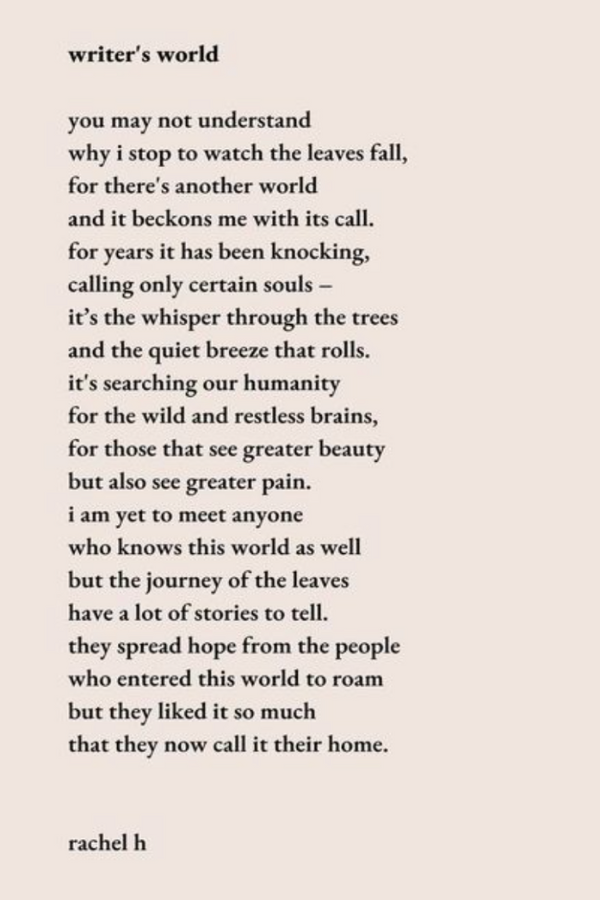 writer's world
you may not understand
why i stop to watch the leaves fall,
for there's another world
and it beckons me with its call.
for years it has been knocking,
calling only certain souls –
it’s the whisper through the trees
and the quiet breeze that rolls.
it's searching our humanity
for the wild and restless brains,
for those that see greater beauty
but also see greater pain.
i am yet to meet anyone
who knows this world as well
but the journey of the leaves
have a lot of stories to tell.
they spread hope from the people
who entered this world to roam
but they liked it so much
that they now call it their home.
rachel h